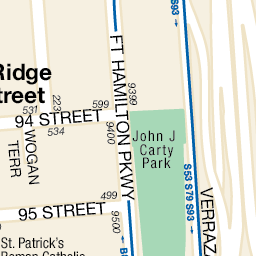 S93
Ridge
Street
FT HAMILTON PKWY
9399
223
599
531
94 STREET
534
9400
WOGAN
TERR
John J
Carty
Park
S53 S79 S93
VERRAZ
499
95 STREET
9500
St. Patrick's
Roman Catholic